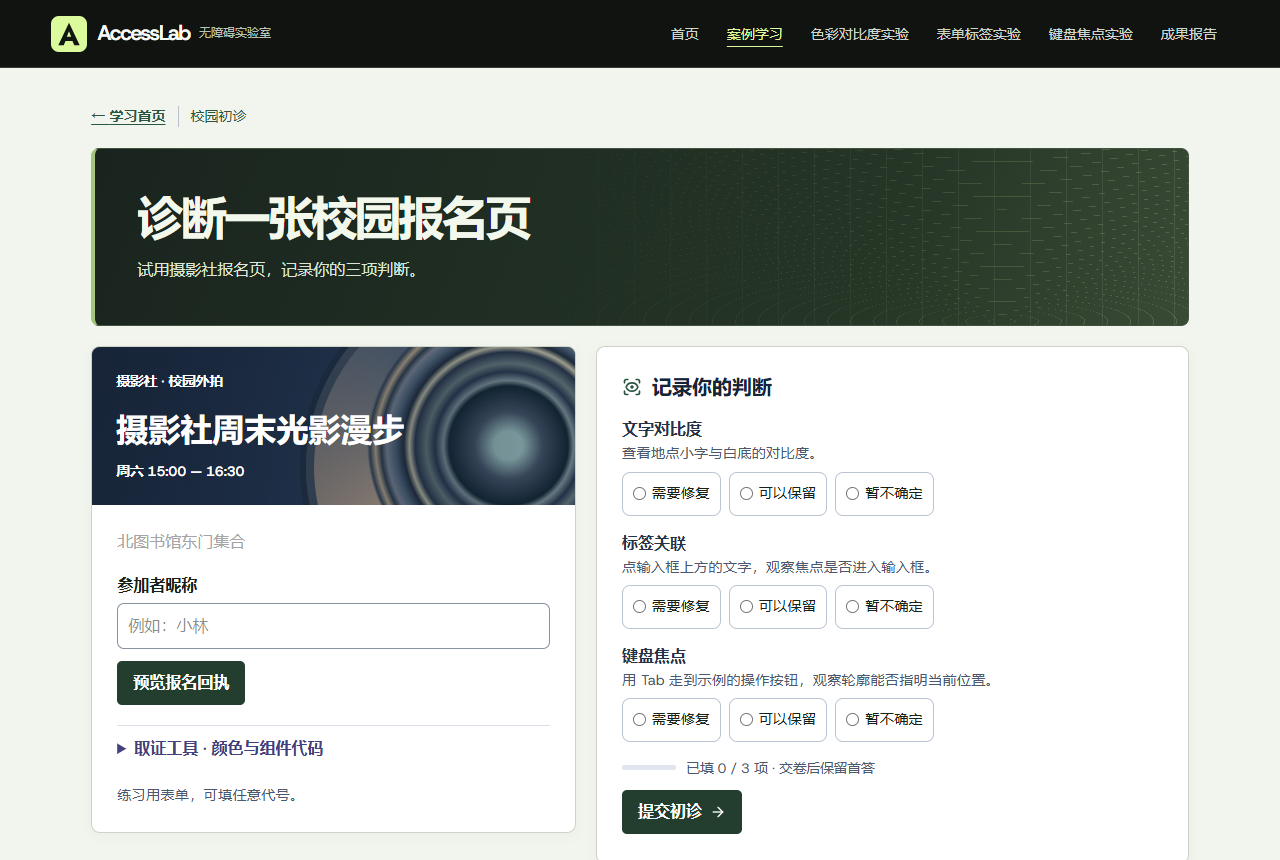 A AccessLab 无障碍实验室
首页 案例学习 色彩对比度实验 表单标签实验 键盘焦点实验 成果报告
← 学习首页 校园初诊
诊断一张校园报名页
试用摄影社报名页，记录你的三项判断。
摄影社 · 校园外拍
摄影社周末光影漫步
周六 15:00 — 16:30
北图书馆东门集合
参加者昵称
例如：小林
预览报名回执
▶ 取证工具 · 颜色与组件代码
练习用表单，可填任意代号。
记录你的判断
文字对比度
查看地点小字与白底的对比度。
需要修复 可以保留 暂不确定
标签关联
点输入框上方的文字，观察焦点是否进入输入框。
需要修复 可以保留 暂不确定
键盘焦点
用 Tab 走到示例的操作按钮，观察轮廓能否指明当前位置。
需要修复 可以保留 暂不确定
已填 0 / 3 项 · 交卷后保留首答
提交初诊 →